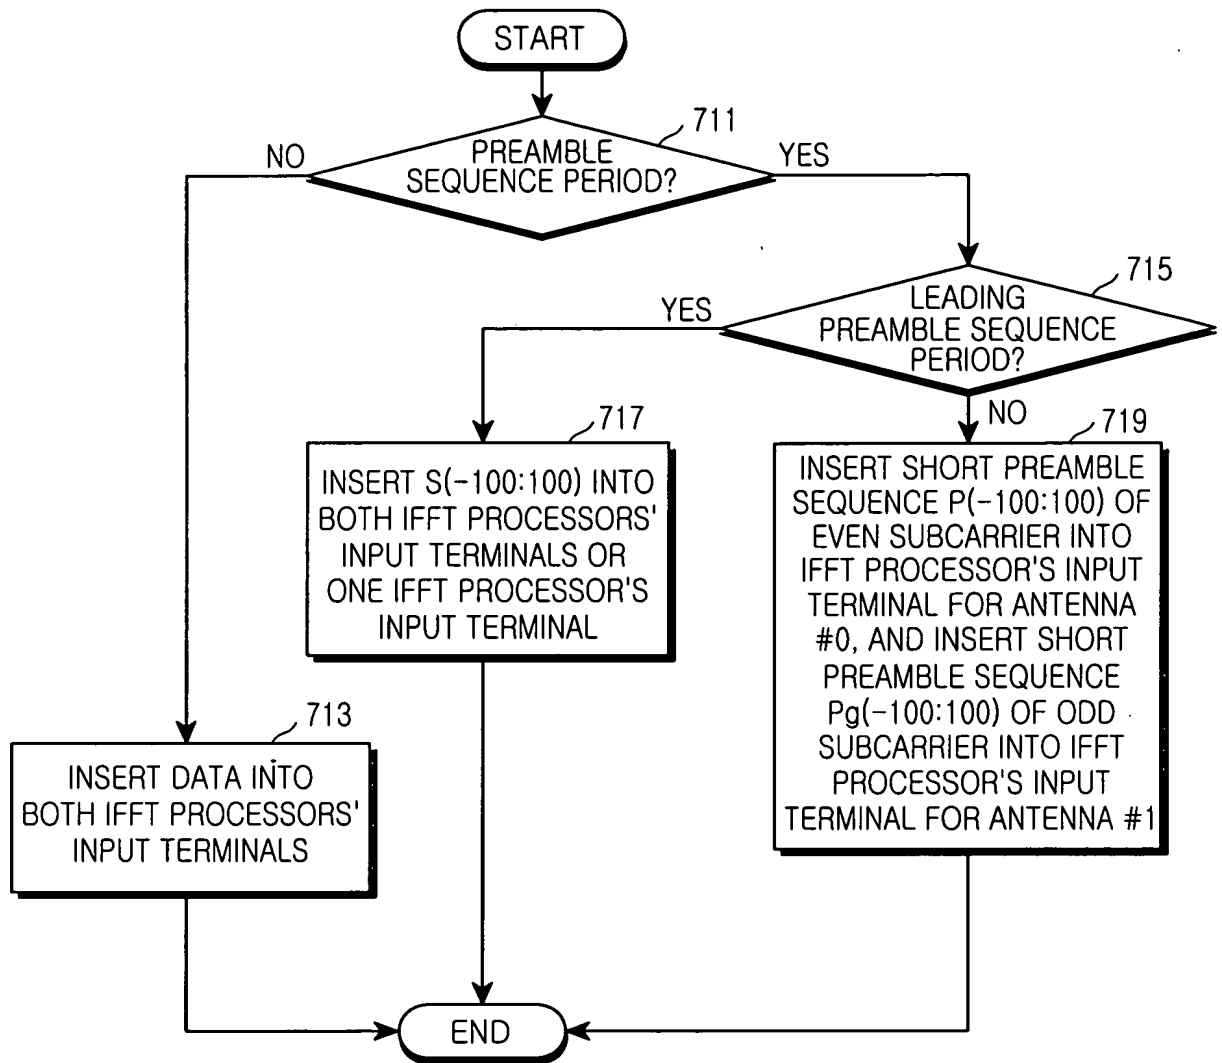 START
711
PREAMBLE
SEQUENCE PERIOD?
NO
YES
715
LEADING
PREAMBLE SEQUENCE
PERIOD?
YES
NO
717
INSERT S(-100:100) INTO
BOTH IFFT PROCESSORS'
INPUT TERMINALS OR
ONE IFFT PROCESSOR'S
INPUT TERMINAL
719
INSERT SHORT PREAMBLE
SEQUENCE P(-100:100) OF
EVEN SUBCARRIER INTO
IFFT PROCESSOR'S INPUT
TERMINAL FOR ANTENNA
#0, AND INSERT SHORT
PREAMBLE SEQUENCE
Pg(-100:100) OF ODD
SUBCARRIER INTO IFFT
PROCESSOR'S INPUT
TERMINAL FOR ANTENNA #1
713
INSERT DATA INTO
BOTH IFFT PROCESSORS'
INPUT TERMINALS
END